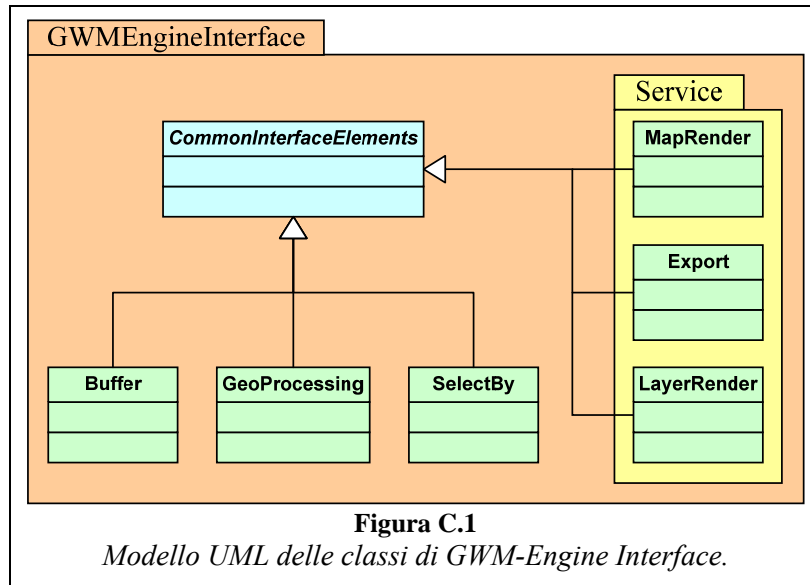 GWMEngineInterface
Service
CommonInterfaceElements
MapRender
Export
Buffer
GeoProcessing
SelectBy
LayerRender
Figura C.1
Modello UML delle classi di GWM-Engine Interface.